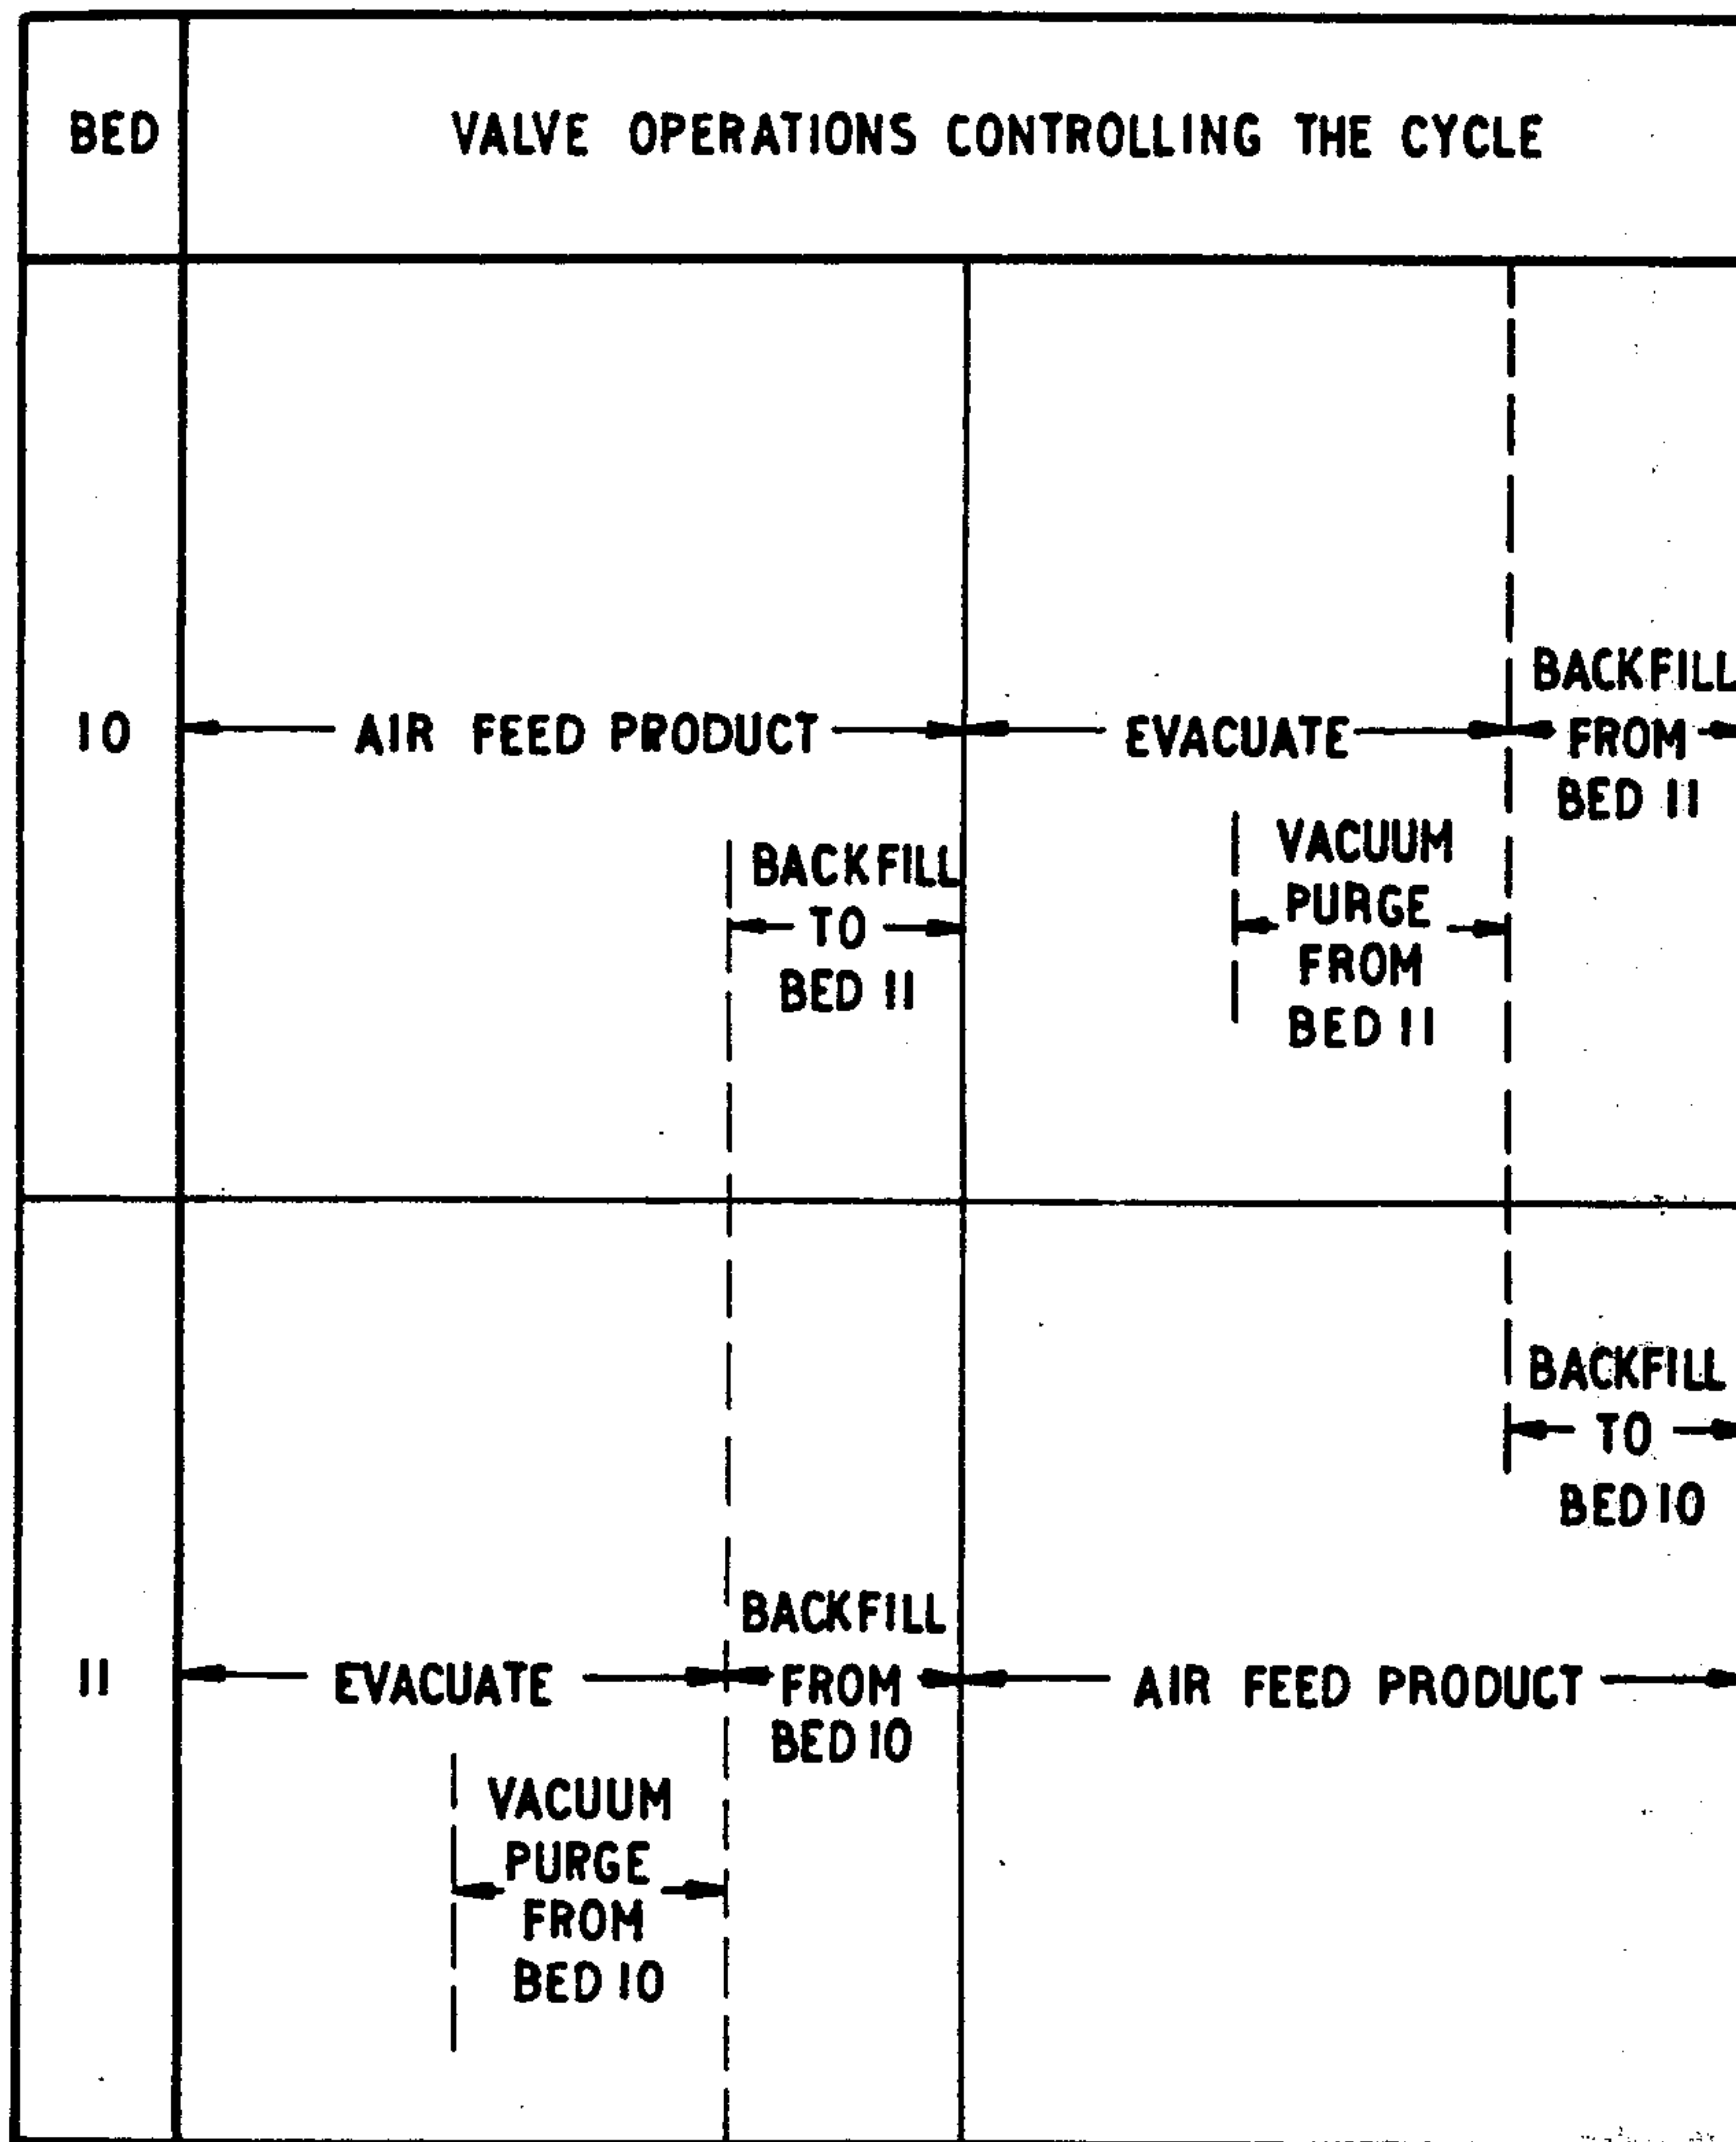 BED
VALVE OPERATIONS CONTROLLING THE CYCLE
10
AIR FEED PRODUCT
BACKFILL
TO
BED 11
EVACUATE
VACUUM
PURGE
FROM
BED 11
BACKFILL
FROM
BED 11
11
EVACUATE
VACUUM
PURGE
FROM
BED 10
BACKFILL
FROM
BED 10
AIR FEED PRODUCT
BACKFILL
TO
BED 10